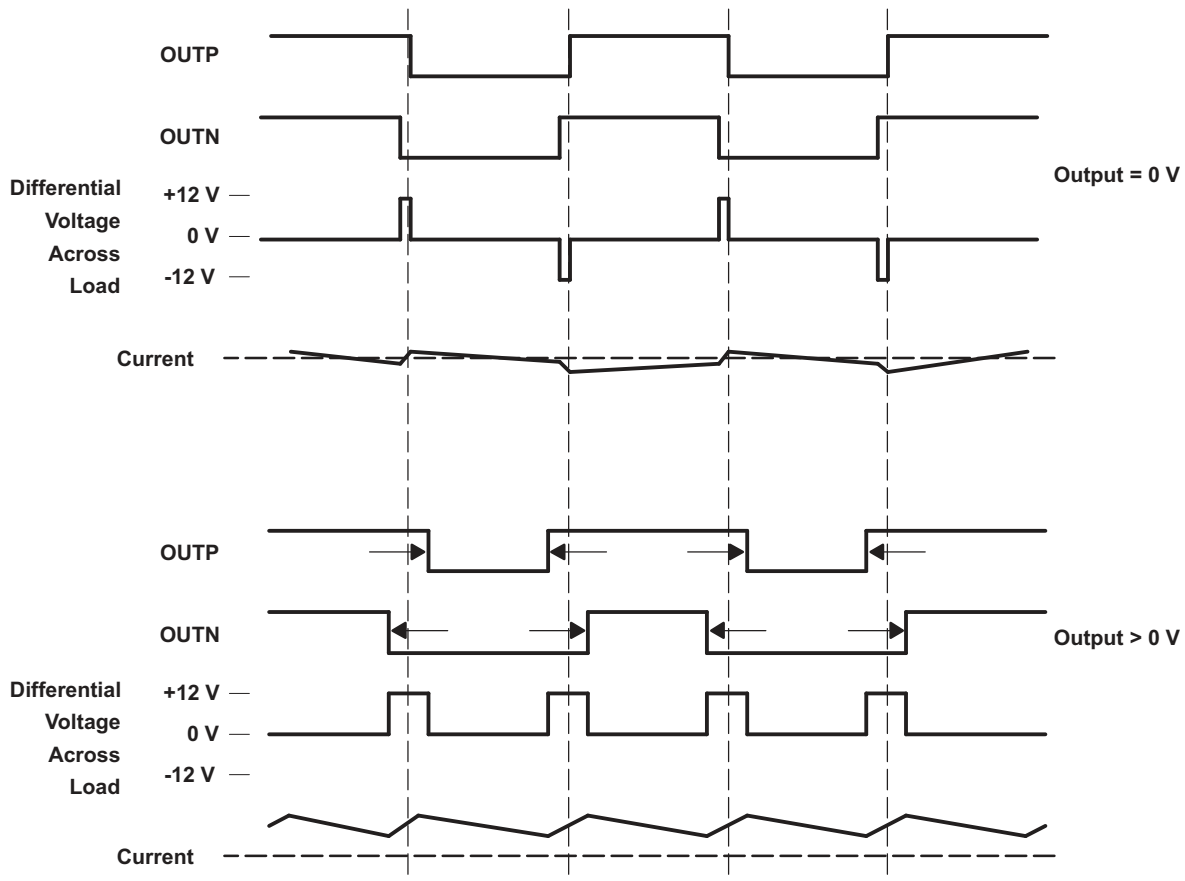 OUTP
OUTN
Output = 0 V
Differential
Voltage
Across
Load
+12 V
0 V
-12 V
Current
OUTP
OUTN
Output > 0 V
Differential
Voltage
Across
Load
+12 V
0 V
-12 V
Current